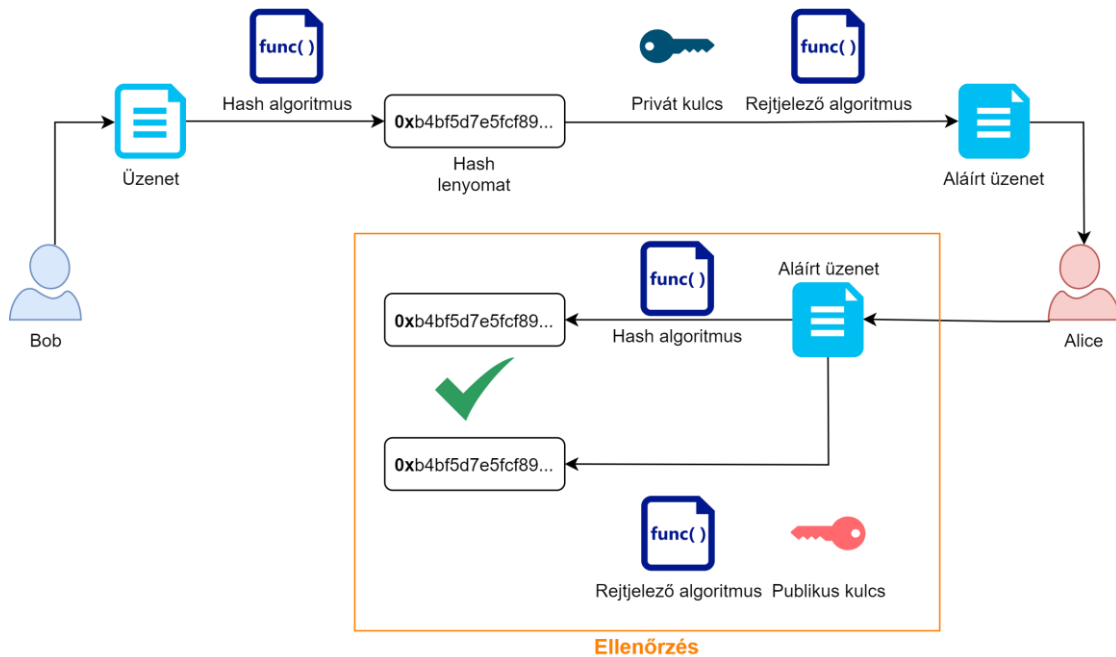 func( )
func( )
Hash algoritmus
Privát kulcs
Rejtjelező algoritmus
0xb4bf5d7e5fcf89...
Hash
lenyomat
Üzenet
Aláírt üzenet
Bob
Alice
Aláírt üzenet
func( )
0xb4bf5d7e5fcf89...
Hash algoritmus
0xb4bf5d7e5fcf89...
func( )
Rejtjelező algoritmus
Publikus kulcs
Ellenőrzés